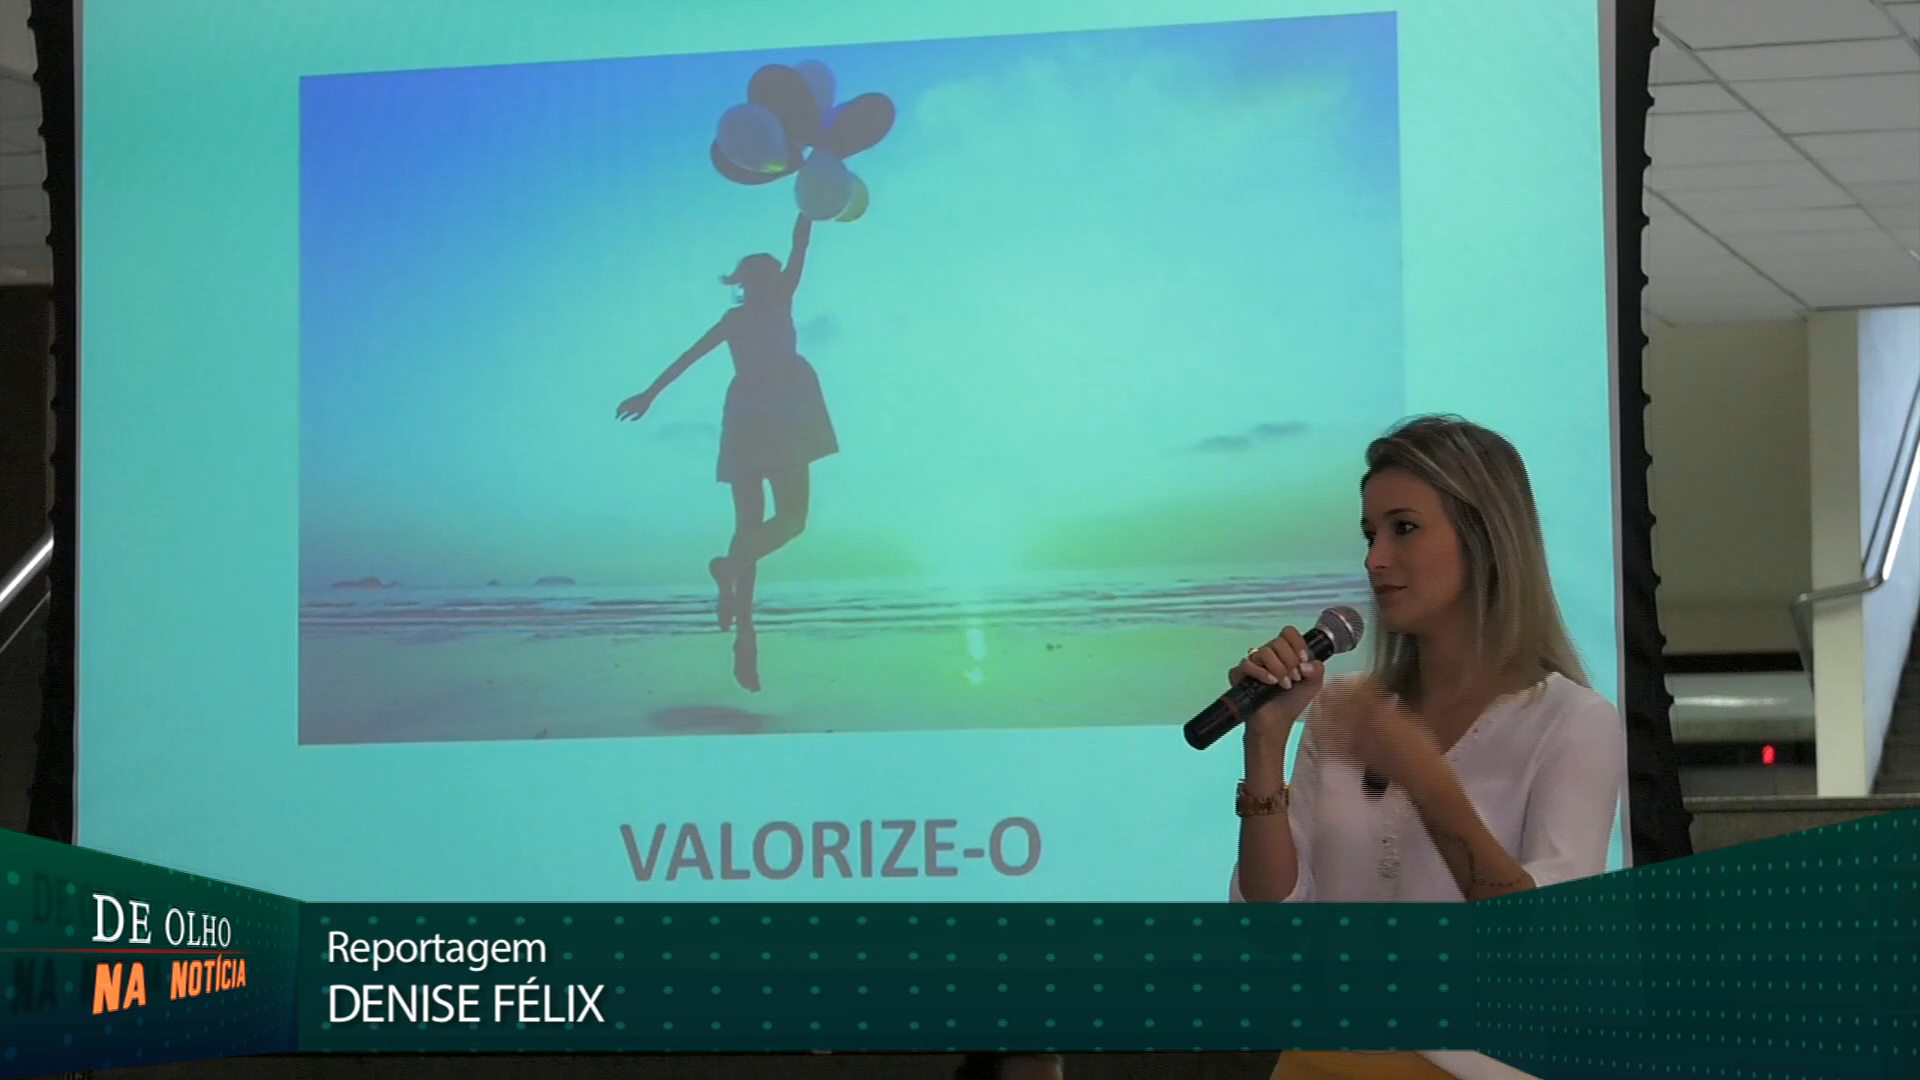 VALORIZE-O
DE OLHO
NA NOTÍCIA
Reportagem
DENISE FÉLIX